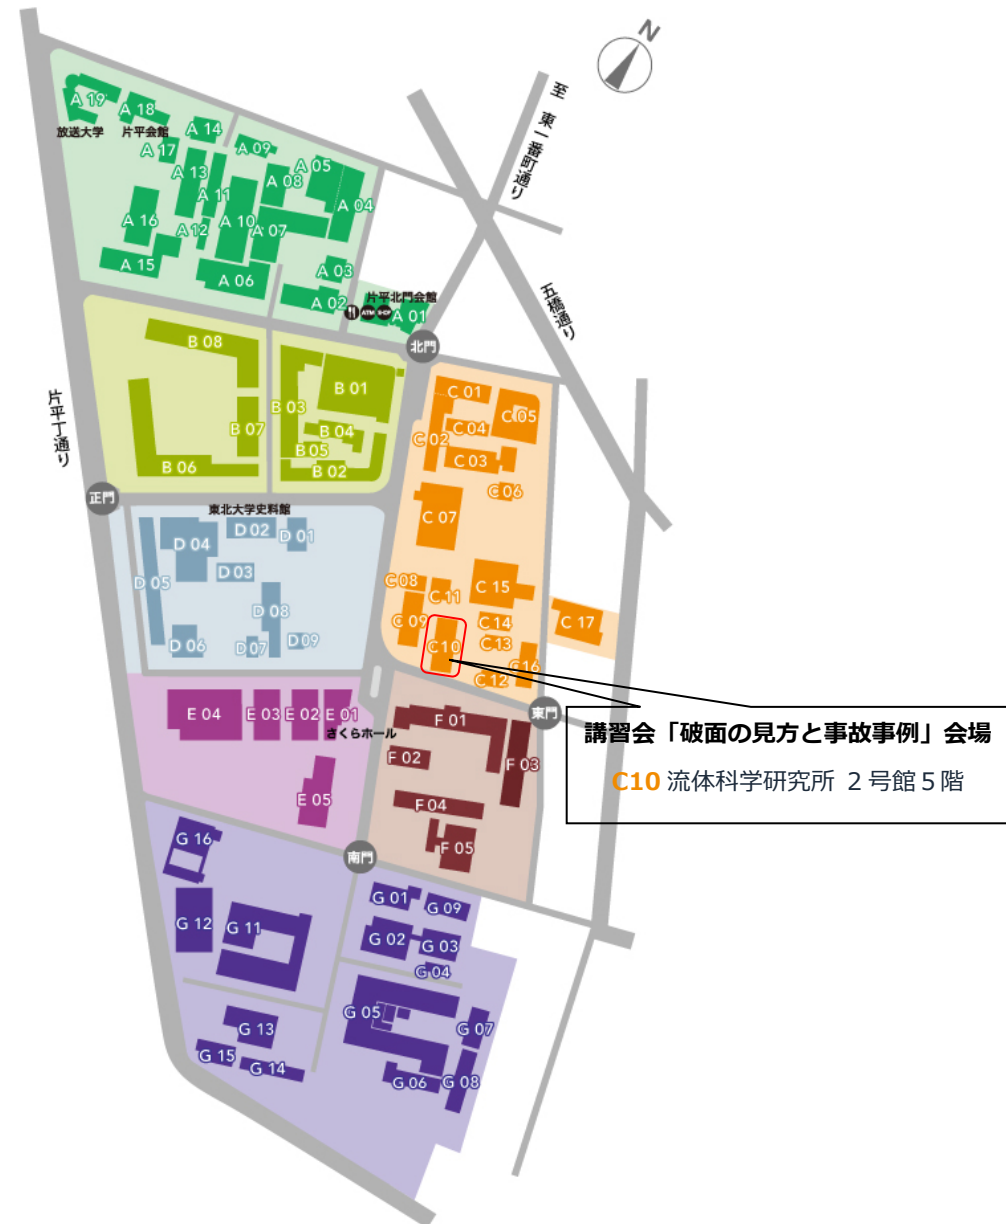 N
至 東一番町通り
五橋通り
A 19
A 18
放送大学
片平会館
A 14
A 17
A 09
A 05
A 13
A 08
A 11
A 04
A 16
A 10
A 07
A 12
A 15
A 06
A 03
A 02
片平北門会館
ATM
SHOP
A 01
北門
B 08
B 01
B 03
B 07
B 04
B 05
B 06
B 02
片平丁通り
正門
東北大学史料館
C 01
C 05
C 04
C 02
C 03
C 06
C 07
C 08
C 11
C 15
C 09
C 14
C 17
C 13
C10
C 16
C 12
D 02
D 01
D 04
D 03
D 05
D 08
D 06
D 07
D 09
東門
E 04
E 03
E 02
E 01
さくらホール
E 05
F 01
F 02
F 03
F 04
F 05
講習会「破面の見方と事故事例」会場
C10 流体科学研究所 2号館5階
南門
G 16
G 01
G 09
G 12
G 11
G 02
G 03
G 04
G 05
G 07
G 13
G 15
G 14
G 06
G 08